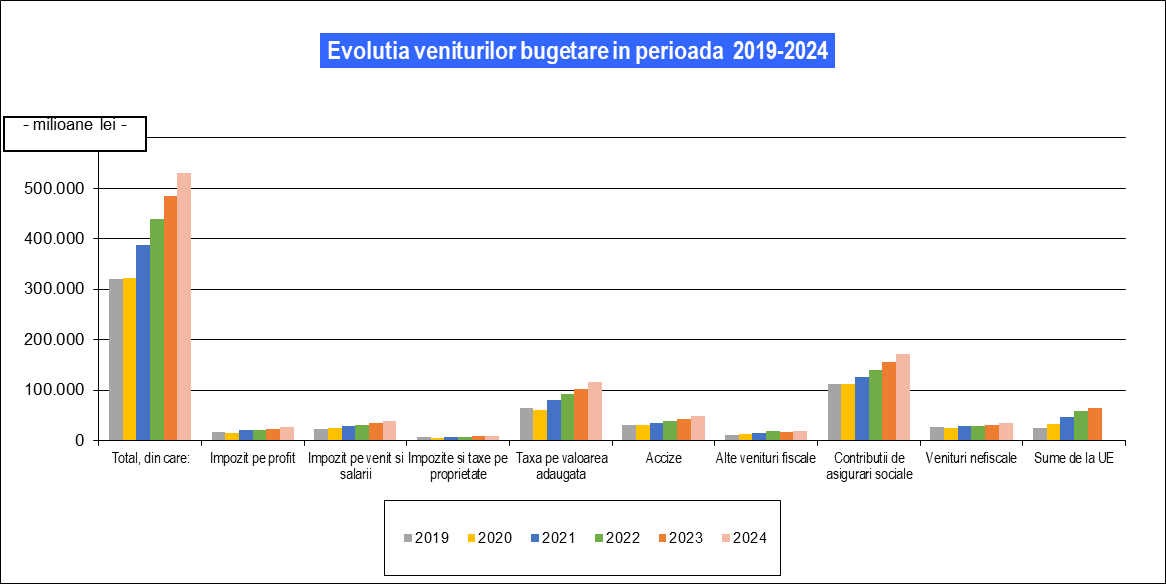 Evolutia veniturilor bugetare in perioada 2019-2024
- milioane lei -
500.000
400.000
300.000
200.000
100.000
0
Total, din care:
Impozit pe profit
Impozit pe venit si
salarii
Impozite si taxe pe
proprietate
Taxa pe valoarea
adaugata
Accize
Alte venituri fiscale
Contributii de
asigurari sociale
Venituri nefiscale
Sume de la UE
2019 2020 2021 2022 2023 2024